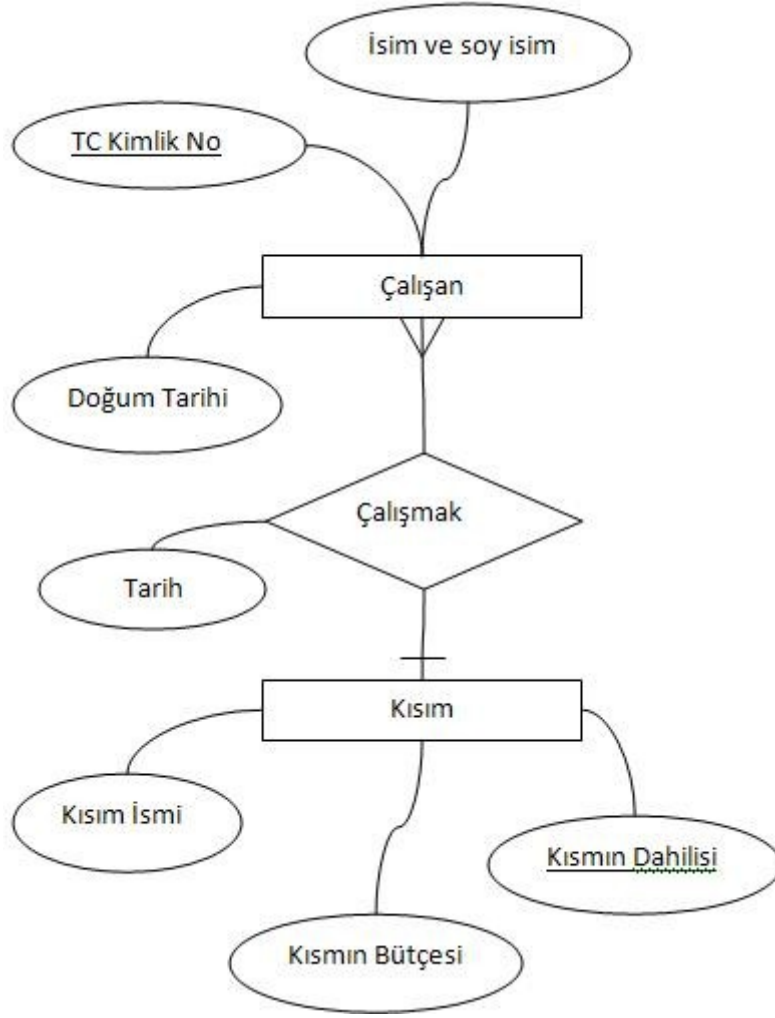 İsim ve soy isim
TC Kimlik No
Çalışan
Doğum Tarihi
Çalışmak
Tarih
Kısım
Kısım İsmi
Kısmın Dahilisi
Kısmın Bütçesi